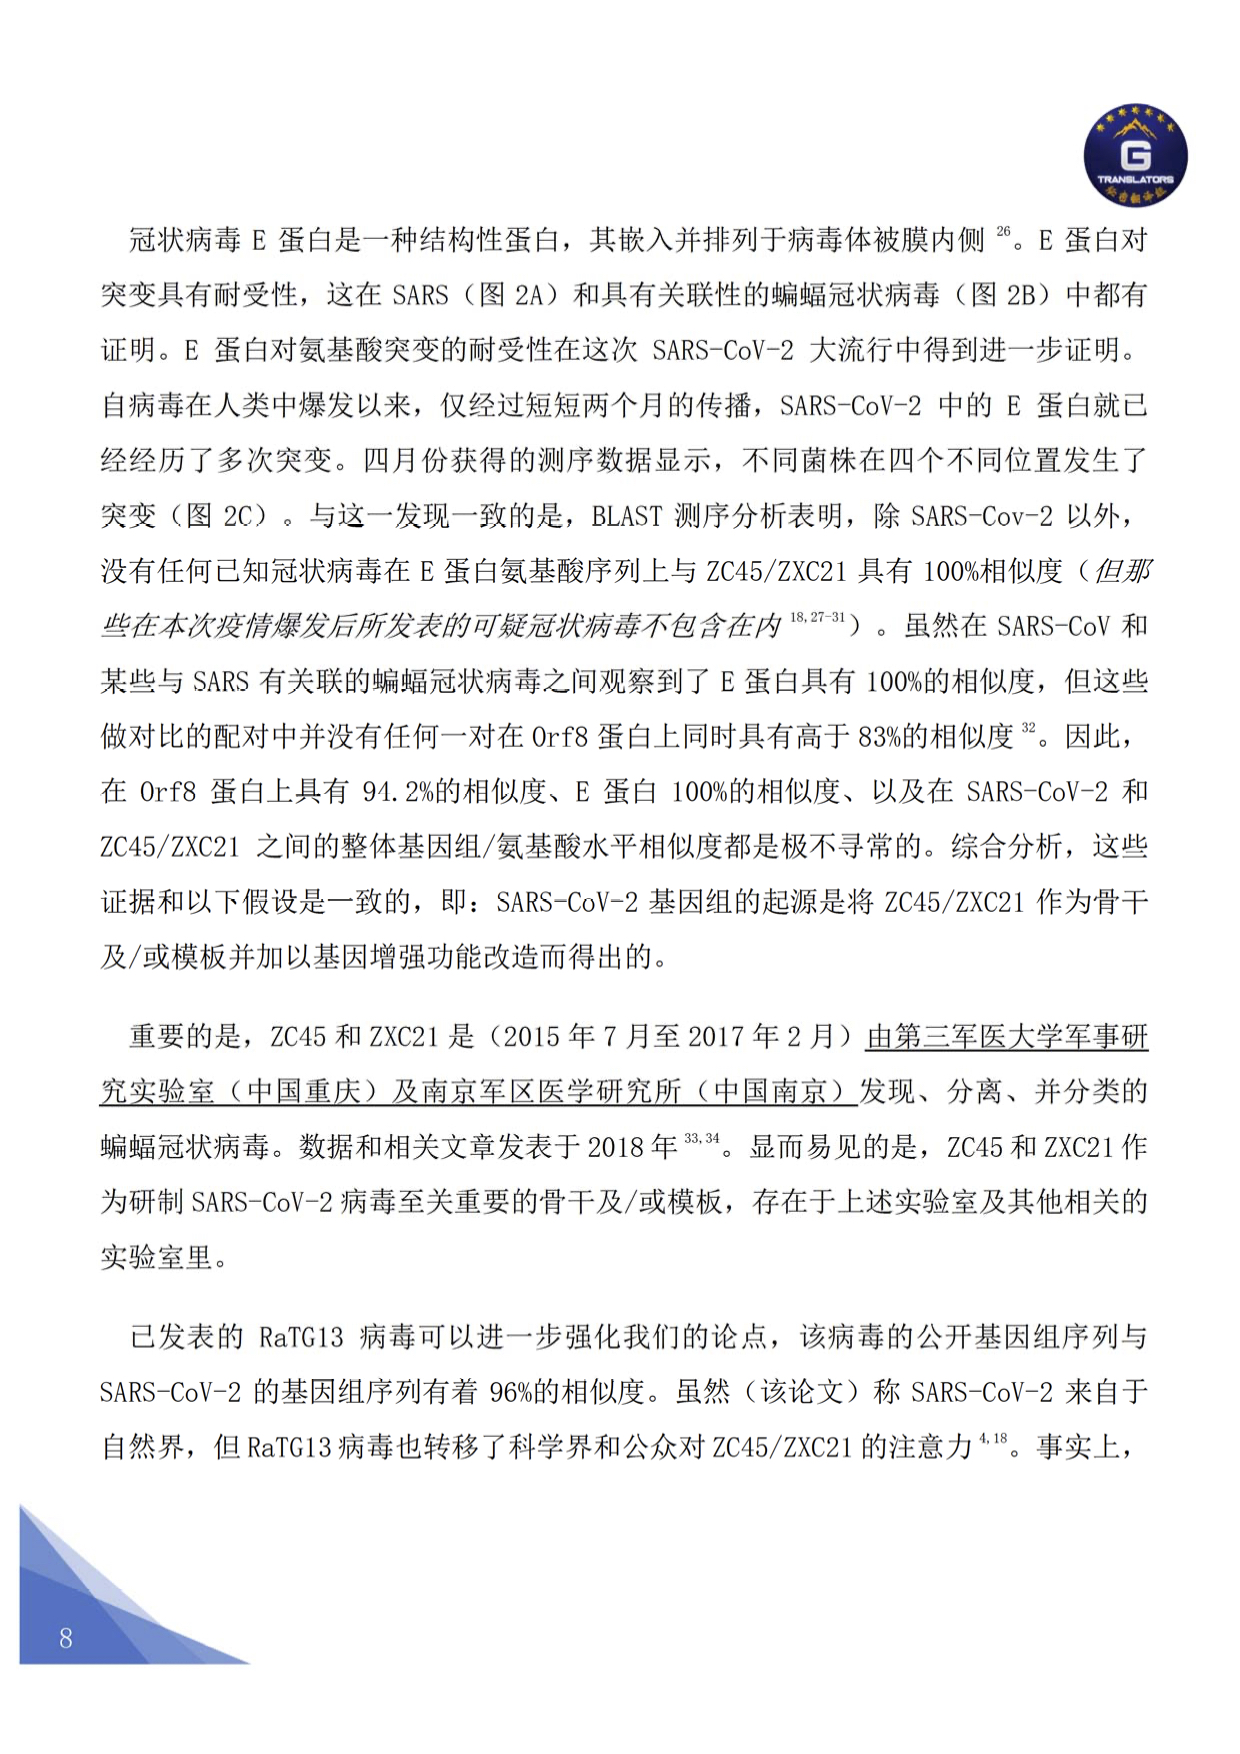 G
TRANSLATORS
冠状病毒 E 蛋白是一种结构性蛋白，其嵌入并排列于病毒体被膜内侧 26。E 蛋白对
突变具有耐受性，这在 SARS（图 2A）和具有关联性的蝙蝠冠状病毒（图 2B）中都有
证明。E 蛋白对氨基酸突变的耐受性在这次 SARS-CoV-2 大流行中得到进一步证明。
自病毒在人类中爆发以来，仅经过短短两个月的传播，SARS-CoV-2 中的 E 蛋白就已
经经历了多次突变。四月份获得的测序数据显示，不同菌株在四个不同位置发生了
突变（图 2C）。与这一发现一致的是，BLAST 测序分析表明，除 SARS-Cov-2 以外，
没有任何已知冠状病毒在 E 蛋白氨基酸序列上与 ZC45/ZXC21 具有 100%相似度（但那
些在本次疫情爆发后所发表的可疑冠状病毒不包含在内 18,27-31）。虽然在 SARS-CoV 和
某些与 SARS 有关联的蝙蝠冠状病毒之间观察到了 E 蛋白具有 100%的相似度，但这些
做对比的配对中并没有任何一对在 Orf8 蛋白上同时具有高于 83%的相似度 32。因此，
在 Orf8 蛋白上具有 94.2%的相似度、E 蛋白 100%的相似度、以及在 SARS-CoV-2 和
ZC45/ZXC21 之间的整体基因组/氨基酸水平相似度都是极不寻常的。综合分析，这些
证据和以下假设是一致的，即：SARS-CoV-2 基因组的起源是将 ZC45/ZXC21 作为骨干
及/或模板并加以基因增强功能改造而得出的。
重要的是，ZC45 和 ZXC21 是（2015 年 7 月至 2017 年 2 月）由第三军医大学军事研
究实验室（中国重庆）及南京军区医学研究所（中国南京）发现、分离、并分类的
蝙蝠冠状病毒。数据和相关文章发表于 2018 年 33,34。显而易见的是，ZC45 和 ZXC21 作
为研制 SARS-CoV-2 病毒至关重要的骨干及/或模板，存在于上述实验室及其他相关的
实验室里。
已发表的 RaTG13 病毒可以进一步强化我们的论点，该病毒的公开基因组序列与
SARS-CoV-2 的基因组序列有着 96%的相似度。虽然（该论文）称 SARS-CoV-2 来自于
自然界，但 RaTG13 病毒也转移了科学界和公众对 ZC45/ZXC21 的注意力 4,18。事实上，
8